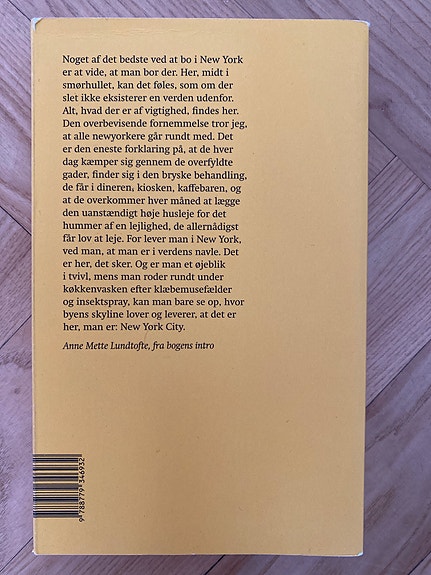 Noget af det bedste ved at bo i New York
er at vide, at man bor der. Her, midt i
smørhullet, kan det føles, som om der
slet ikke eksisterer en verden udenfor.
Alt, hvad der er af vigtighed, findes her.
Den overbevisende fornemmelse tror jeg,
at alle newyorkere går rundt med. Det
er den eneste forklaring på, at de hver
dag kæmper sig gennem de overfyldte
gader, finder sig i den bryske behandling,
de får i dineren, kiosken, kaffebaren, og
at de overkommer hver måned at lægge
den uanstændigt høje husleje for det
hummer af en lejlighed, de allernådigst
får lov at leje. For lever man i New York,
ved man, at man er i verdens navle. Det
er her, det sker. Og er man et øjeblik
i tvivl, mens man roder rundt under
køkkenvasken efter klæbemusefælder
og insektspray, kan man bare se op, hvor
byens skyline lover og leverer, at det er
her, man er: New York City.
Anne Mette Lundtofte, fra bogens intro
9 788779 346932